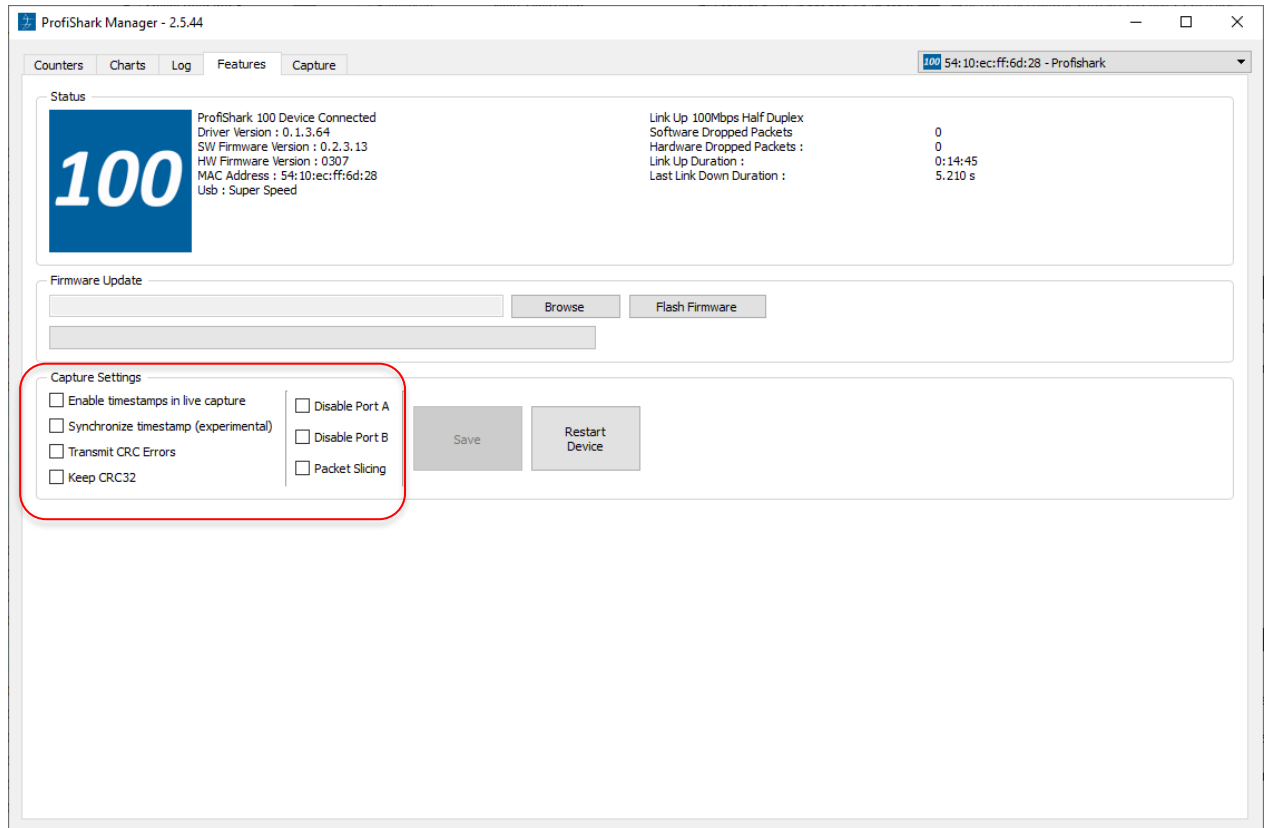 ProfiShark Manager - 2.5.44
Counters Charts Log Features Capture
100 54:10:ec:ff:6d:28 - Profishark
Status
100
ProfiShark 100 Device Connected
Driver Version : 0.1.3.64
SW Firmware Version : 0.2.3.13
HW Firmware Version : 0307
MAC Address : 54:10:ec:ff:6d:28
Usb : Super Speed
Link Up 100Mbps Half Duplex
Software Dropped Packets 0
Hardware Dropped Packets : 0
Link Up Duration : 0:14:45
Last Link Down Duration : 5.210 s
Firmware Update
Browse
Flash Firmware
Capture Settings
Enable timestamps in live capture
Synchronize timestamp (experimental)
Transmit CRC Errors
Keep CRC32
Disable Port A
Disable Port B
Packet Slicing
Save
Restart
Device